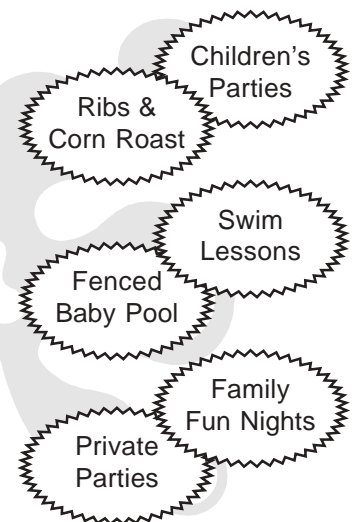 Children’s
Parties
Ribs &
Corn Roast
Swim
Lessons
Fenced
Baby Pool
Family
Fun Nights
Private
Parties